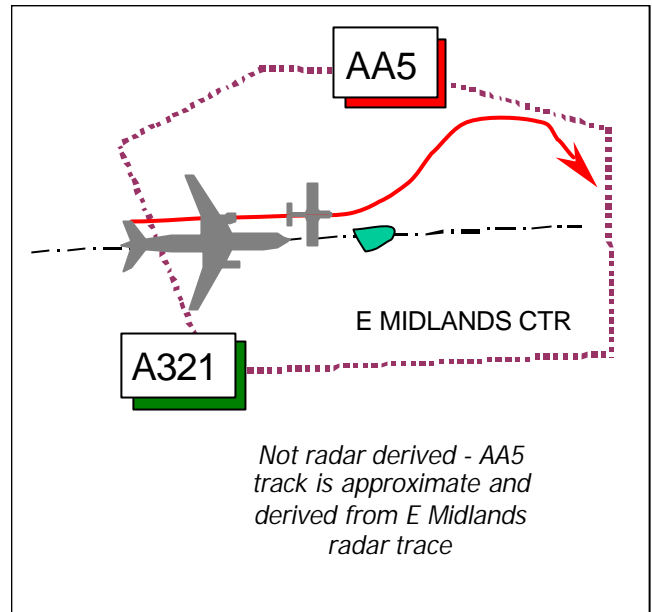 AA5
E MIDLANDS CTR
A321
Not radar derived - AA5
track is approximate and
derived from E Midlands
radar trace